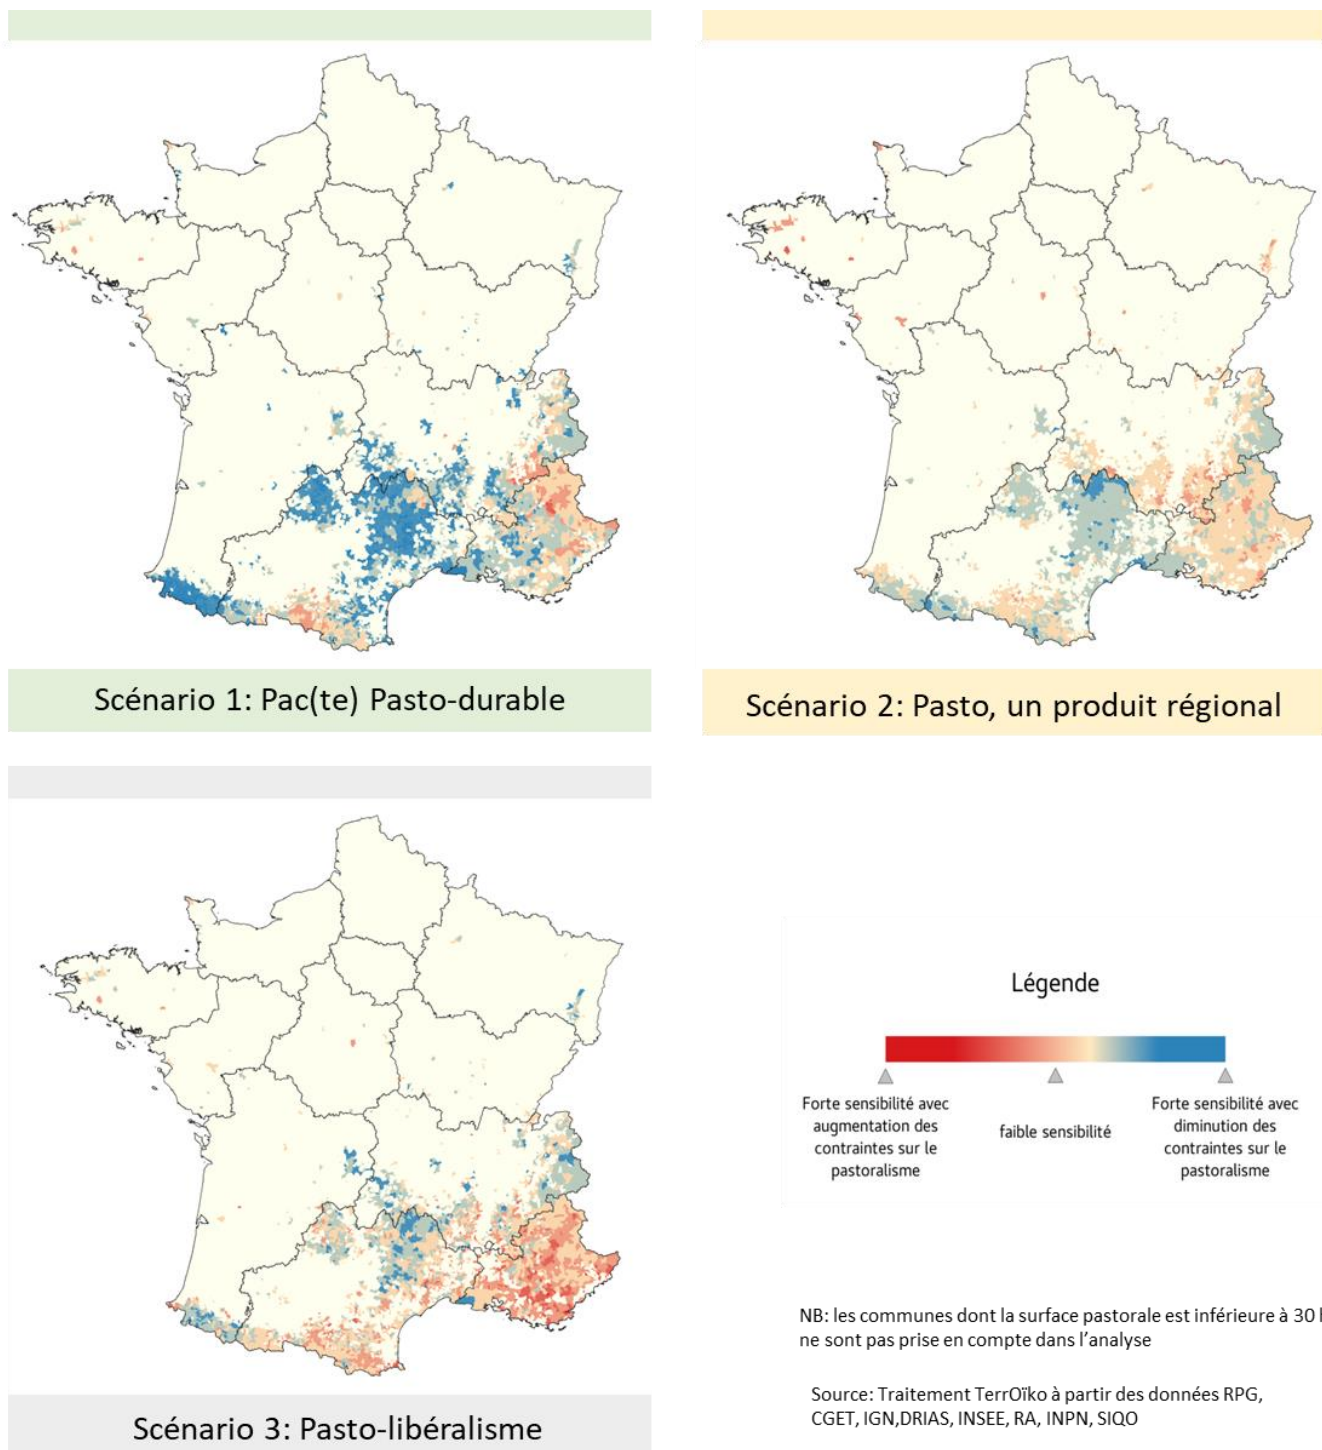 Scénario 1: Pac(te) Pasto-durable
Scénario 2: Pasto, un produit régional
Légende
Forte sensibilité avec
augmentation des
contraintes sur le
pastoralisme
faible sensibilité
Forte sensibilité avec
diminution des
contraintes sur le
pastoralisme
NB: les communes dont la surface pastorale est inférieure à 30
ne sont pas prise en compte dans l'analyse
Source: Traitement TerrOïko à partir des données RPG,
CGET, IGN,DRIAS, INSEE, RA, INPN, SIQO
Scénario 3: Pasto-libéralisme